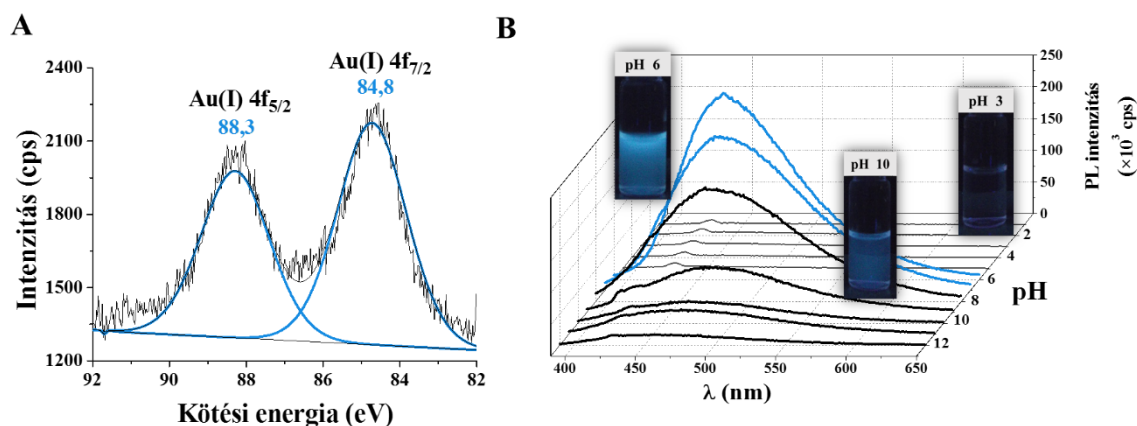 A
Intenzitás (cps)
2400
2100
1800
1500
1200
Au(I) 4f5/2
88,3
Au(I) 4f7/2
84,8
92
90
88
86
84
82
Kötési energia (eV)
B
pH 6
pH 10
pH 3
250
200
150
100
50
0
PL intenzitás
(×10³ cps)
2
4
6
8
10
12
pH
400
450
500
550
600
650
λ (nm)